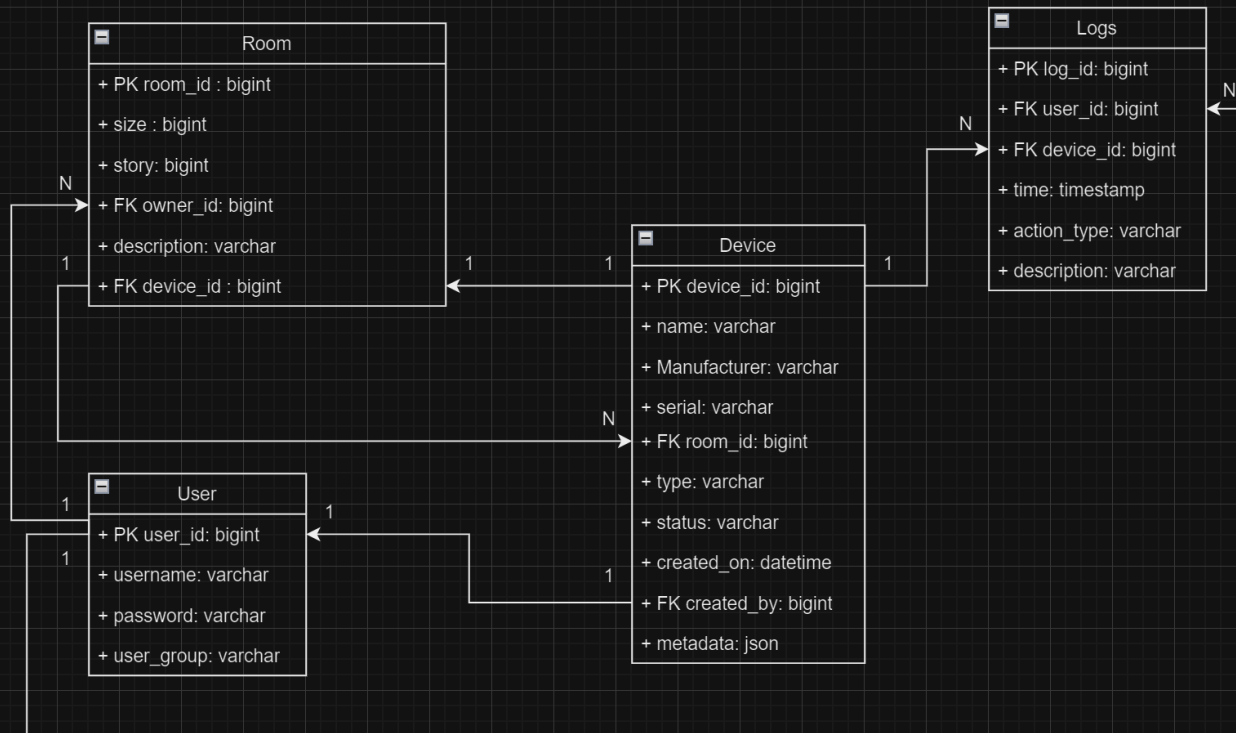 Room
+ PK room_id : bigint
+ size : bigint
+ story: bigint
+ FK owner_id: bigint
+ description: varchar
+ FK device_id : bigint
N
1
1
1
Logs
+ PK log_id: bigint
+ FK user_id: bigint
+ FK device_id: bigint
+ time: timestamp
+ action_type: varchar
+ description: varchar
N
N
1
Device
+ PK device_id: bigint
+ name: varchar
+ Manufacturer: varchar
+ serial: varchar
+ FK room_id: bigint
+ type: varchar
+ status: varchar
+ created_on: datetime
+ FK created_by: bigint
+ metadata: json
N
1
User
+ PK user_id: bigint
+ username: varchar
+ password: varchar
+ user_group: varchar
1
1
1